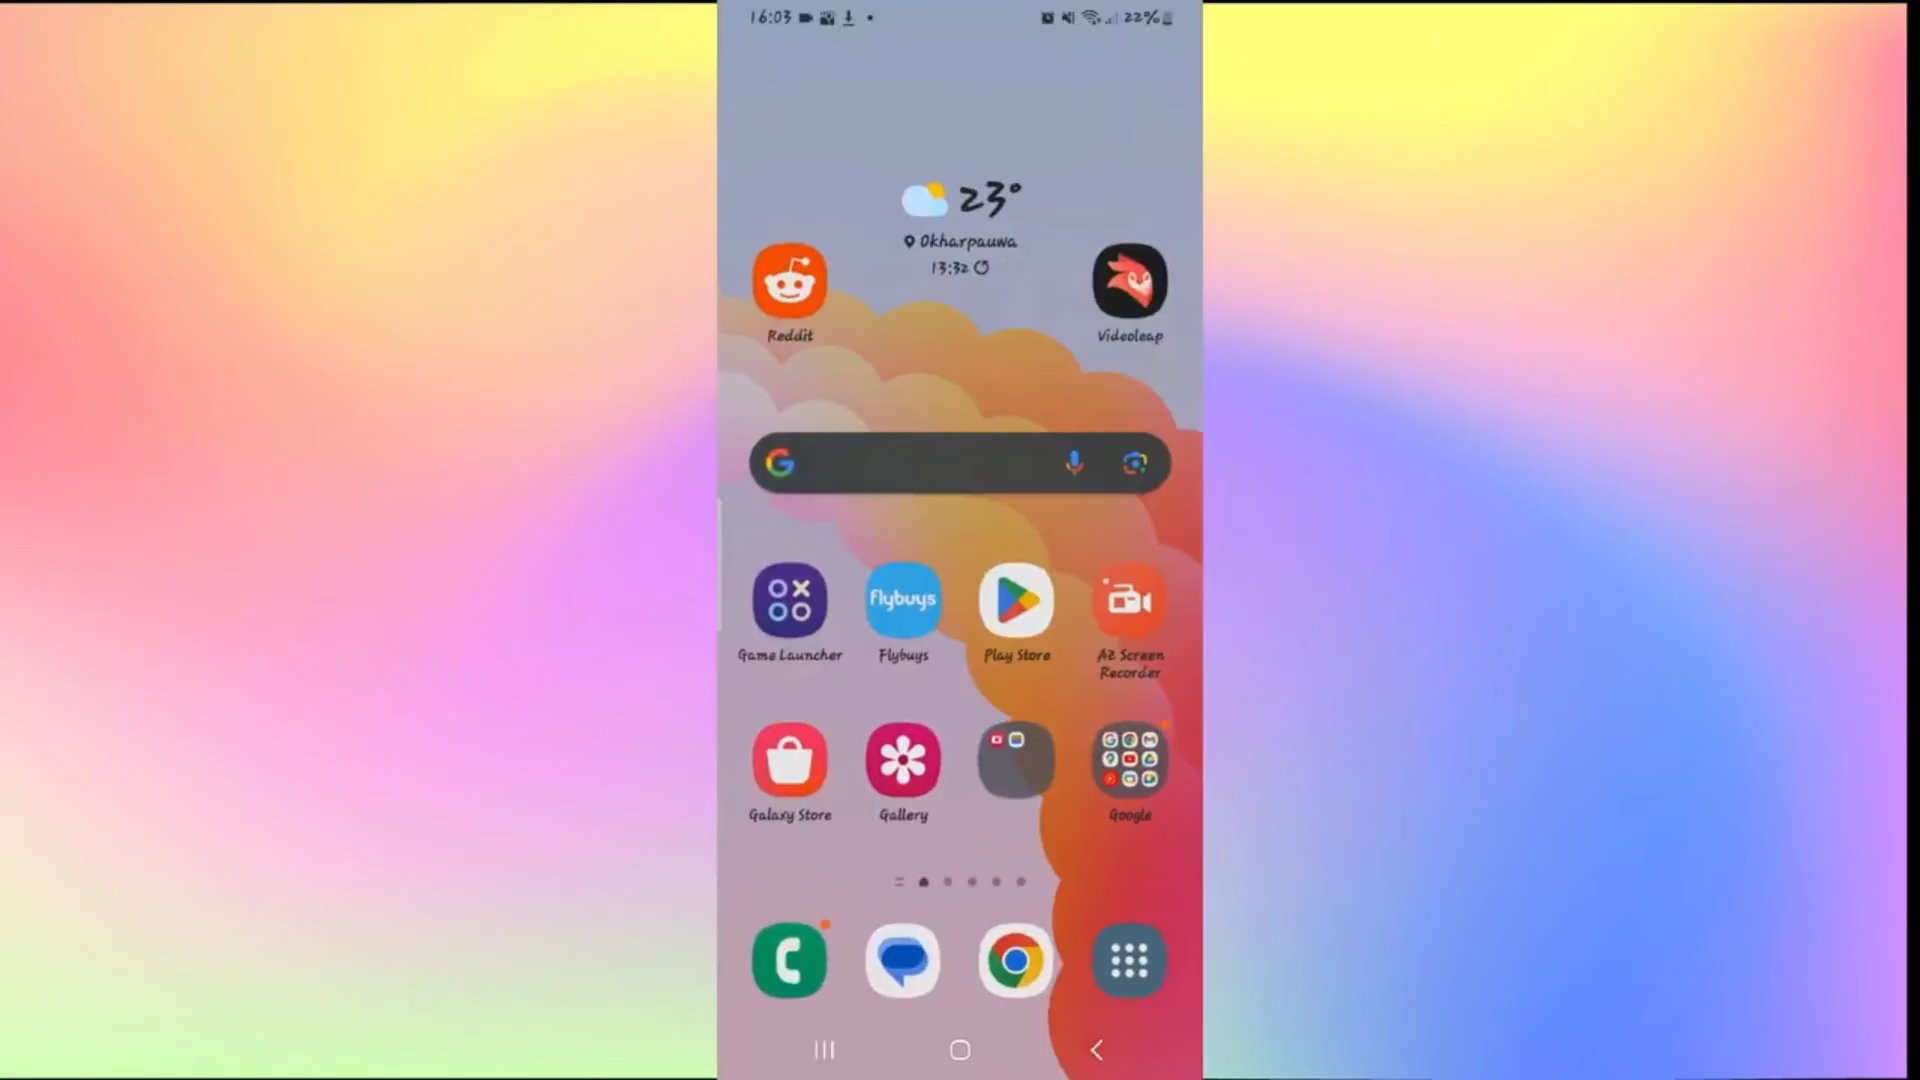 16:03
22%
23°
Okharpauwa
13:32
Reddit
Videoleap
flybuys
Game Launcher
Flybuys
Play Store
AZ Screen
Recorder
Galaxy Store
Gallery
Google